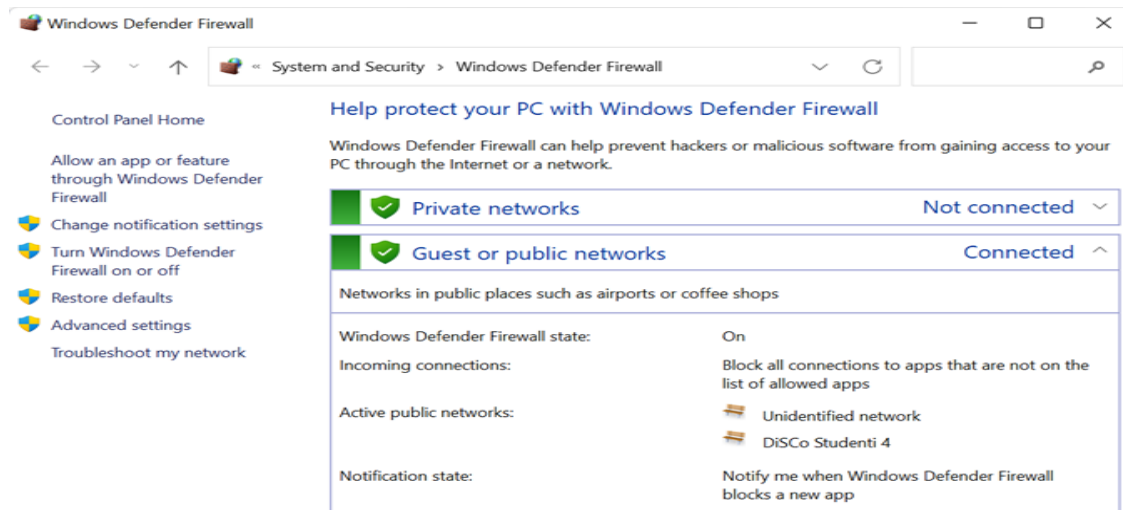 Windows Defender Firewall
« System and Security > Windows Defender Firewall
Control Panel Home
Allow an app or feature
through Windows Defender
Firewall
Change notification settings
Turn Windows Defender
Firewall on or off
Restore defaults
Advanced settings
Troubleshoot my network
Help protect your PC with Windows Defender Firewall
Windows Defender Firewall can help prevent hackers or malicious software from gaining access to your
PC through the Internet or a network.
Private networks Not connected
Guest or public networks Connected
Networks in public places such as airports or coffee shops
Windows Defender Firewall state: On
Incoming connections: Block all connections to apps that are not on the
list of allowed apps
Active public networks: Unidentified network
DiSCo Studenti 4
Notification state: Notify me when Windows Defender Firewall
blocks a new app